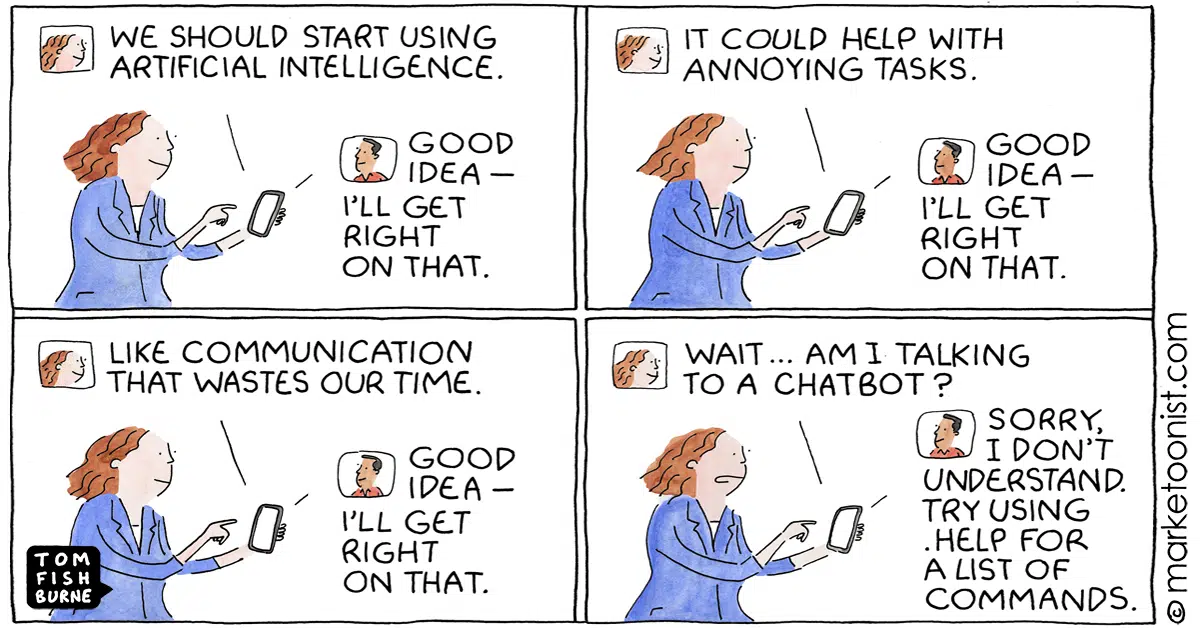 WE SHOULD START USING
ARTIFICIAL INTELLIGENCE.
GOOD
IDEA –
I'LL GET
RIGHT
ON THAT.
IT COULD HELP WITH
ANNOYING TASKS.
GOOD
IDEA –
I'LL GET
RIGHT
ON THAT.
LIKE COMMUNICATION
THAT WASTES OUR TIME.
GOOD
IDEA –
I'LL GET
RIGHT
ON THAT.
TOM
FISH
BURNE
WAIT... AM I TALKING
TO A CHATBOT?
SORRY,
I DON'T
UNDERSTAND.
TRY USING
.HELP FOR
A LIST OF
COMMANDS.
© marketoonist.com